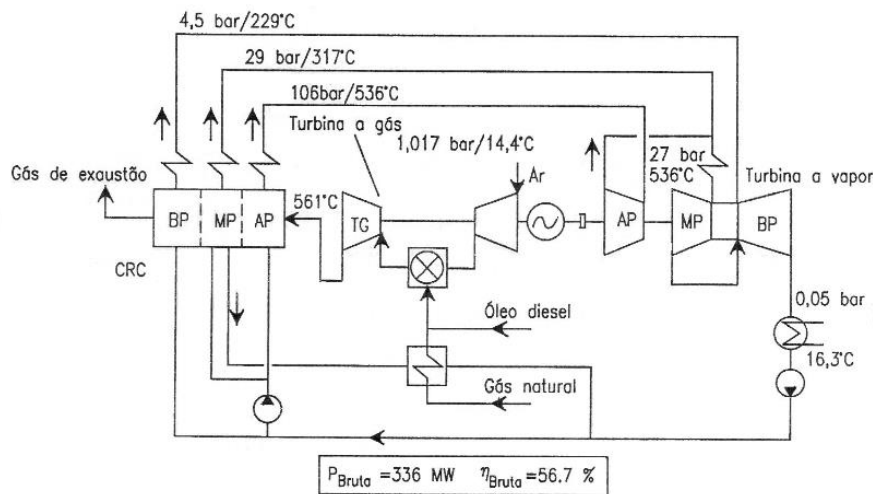 4,5 bar/229°C
29 bar/317°C
106bar/536°C
Turbina a gás
1,017 bar/14,4°C
Ar
27 bar
536°C
Turbina a vapor
Gás de exaustão
BP
MP
AP
561°C
TG
AP
MP
BP
CRC
Óleo diesel
Gás natural
0,05 bar
16,3°C
P Bruta =336 MW η Bruta =56.7 %